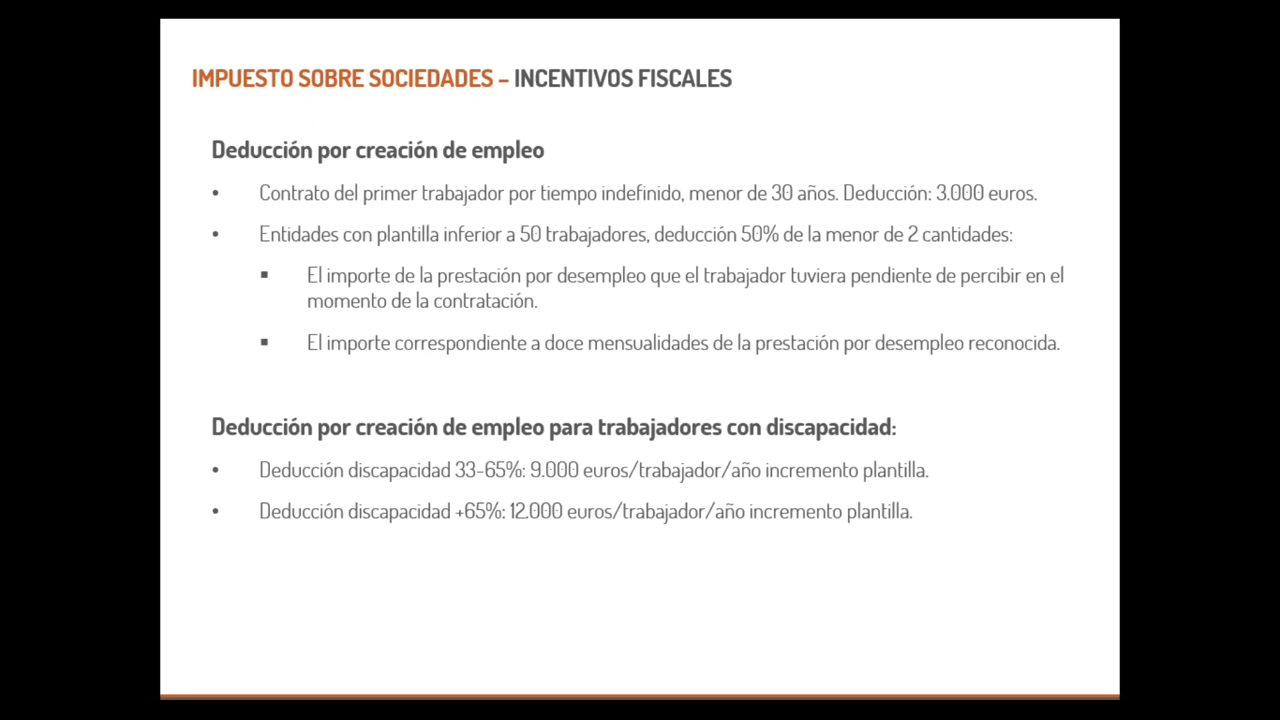 IMPUESTO SOBRE SOCIEDADES – INCENTIVOS FISCALES
Deducción por creación de empleo
• Contrato del primer trabajador por tiempo indefinido, menor de 30 años. Deducción: 3.000 euros.
• Entidades con plantilla inferior a 50 trabajadores, deducción 50% de la menor de 2 cantidades:
▪ El importe de la prestación por desempleo que el trabajador tuviera pendiente de percibir en el
momento de la contratación.
▪ El importe correspondiente a doce mensualidades de la prestación por desempleo reconocida.
Deducción por creación de empleo para trabajadores con discapacidad:
• Deducción discapacidad 33-65%: 9.000 euros/trabajador/año incremento plantilla.
• Deducción discapacidad +65%: 12.000 euros/trabajador/año incremento plantilla.